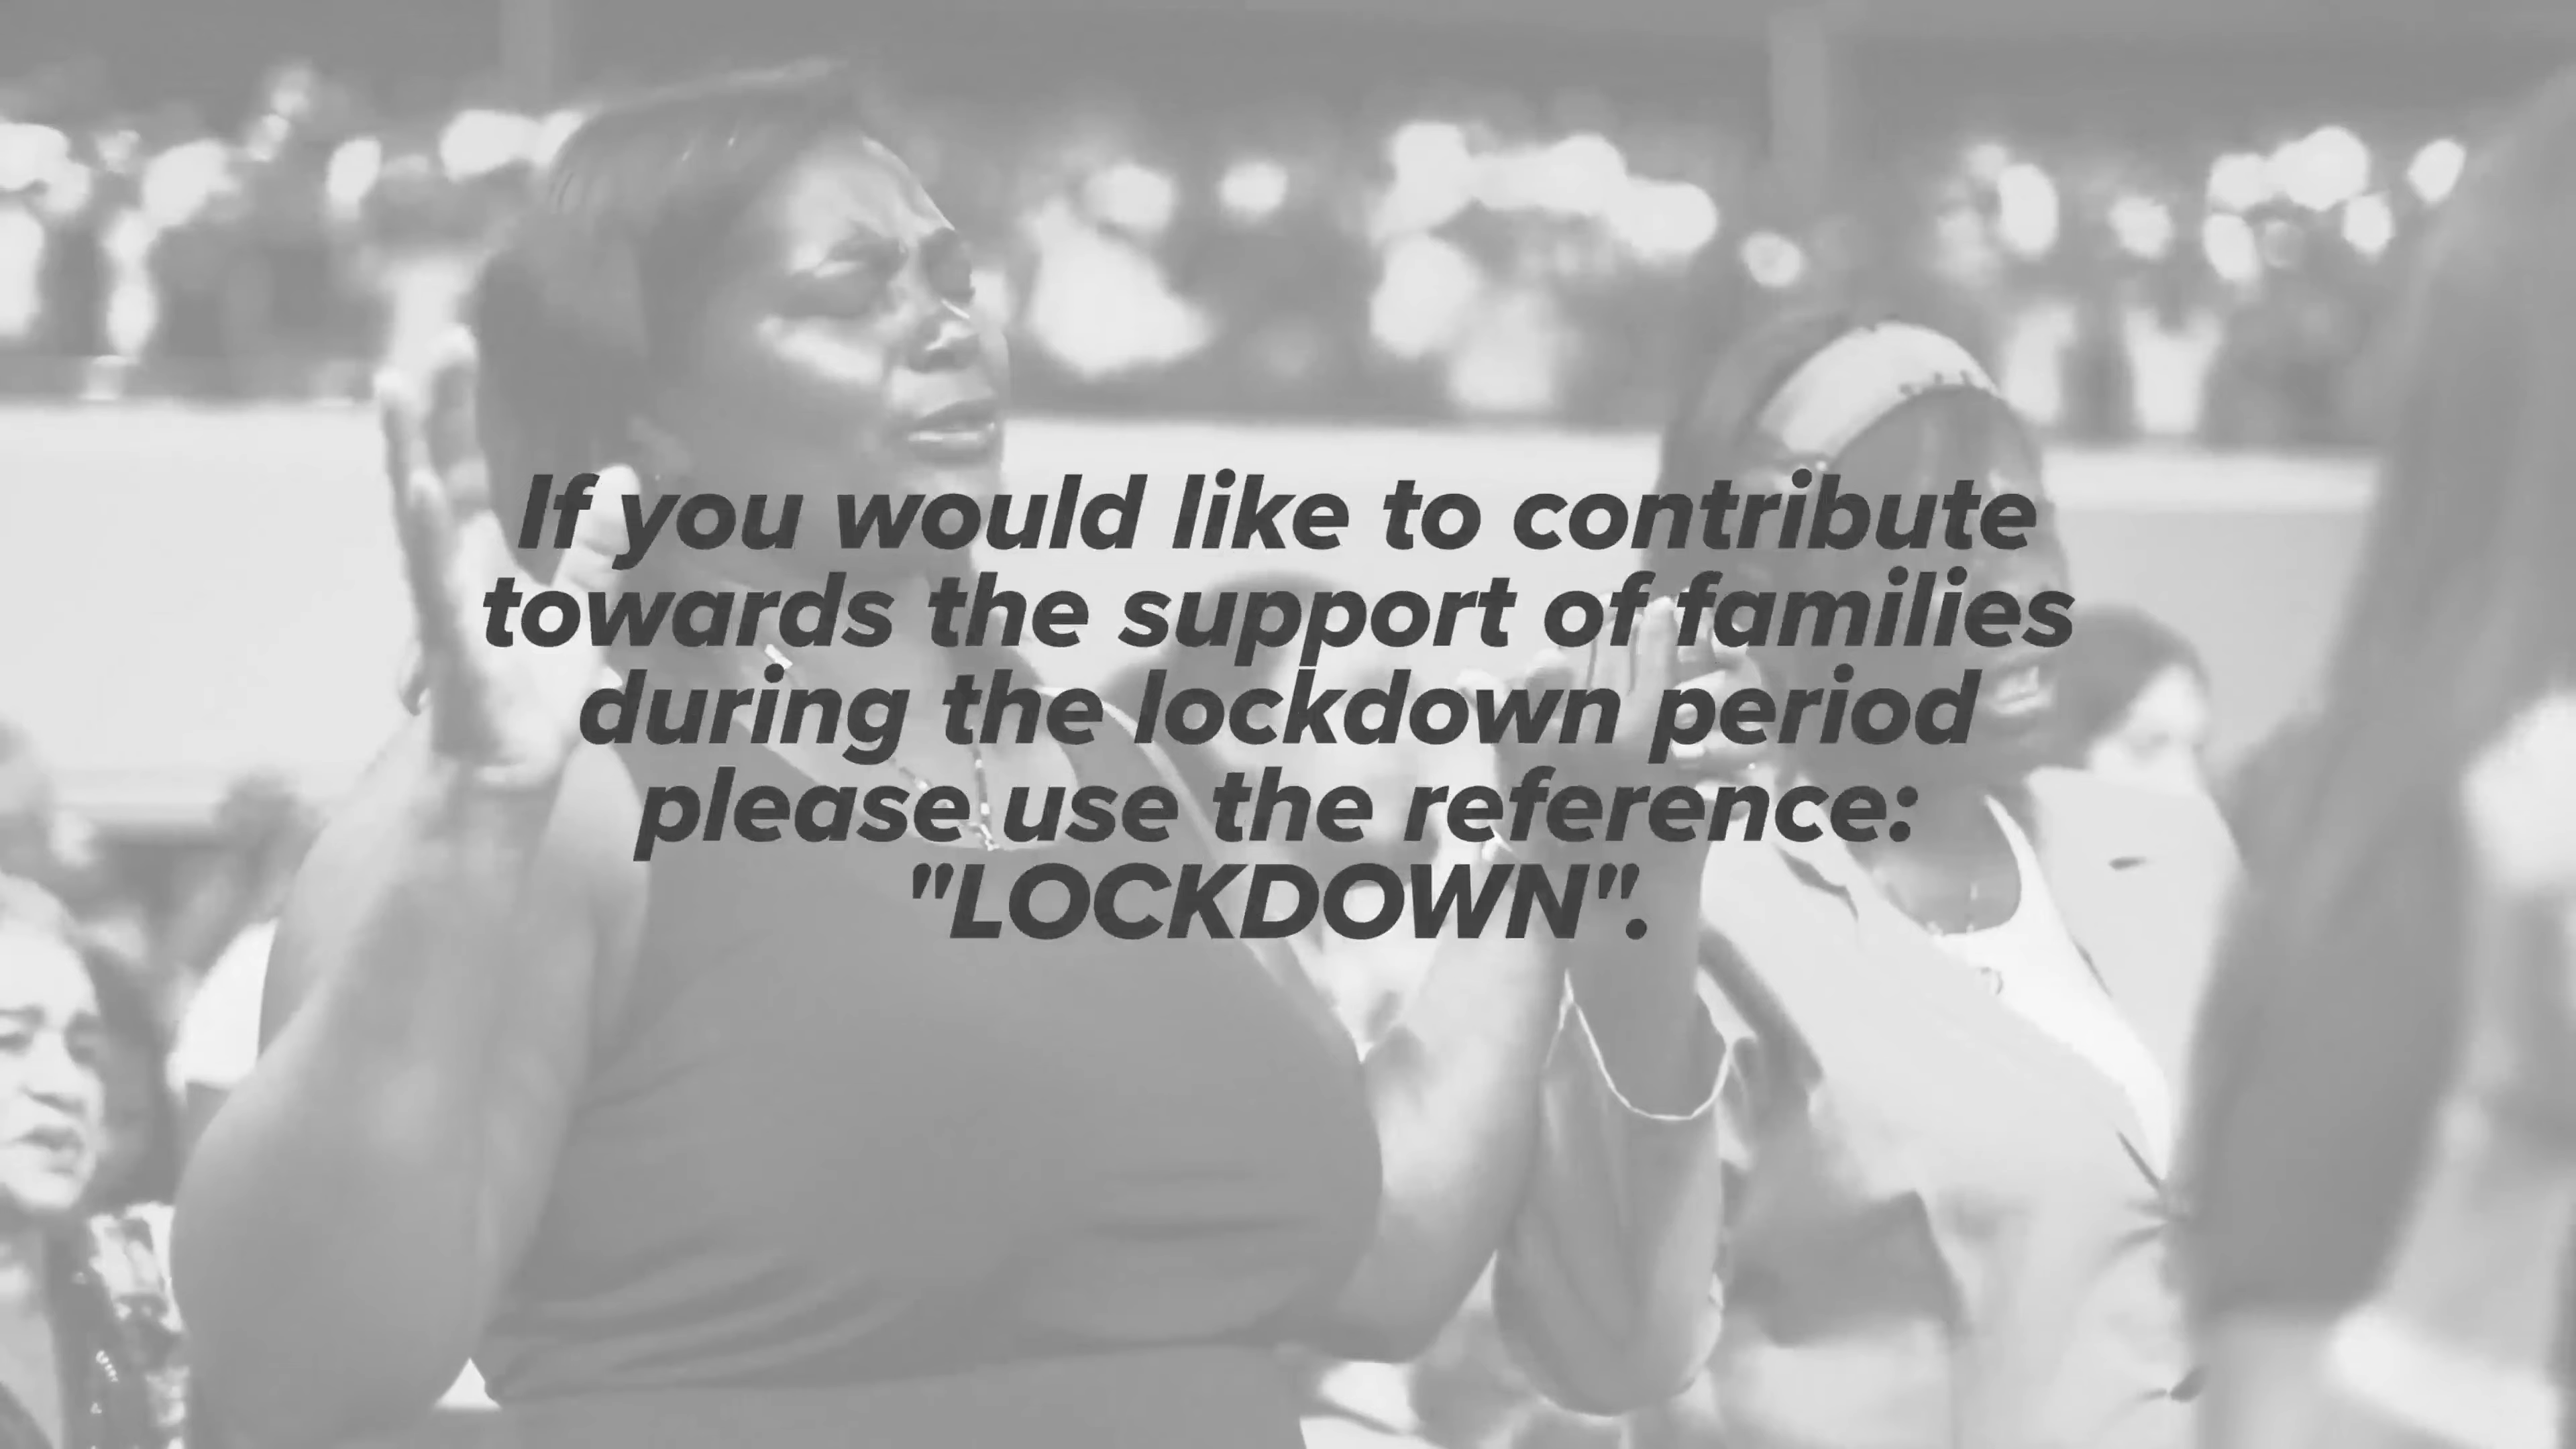 If you would like to contribute
towards the support of families
during the lockdown period
please use the reference:
"LOCKDOWN".